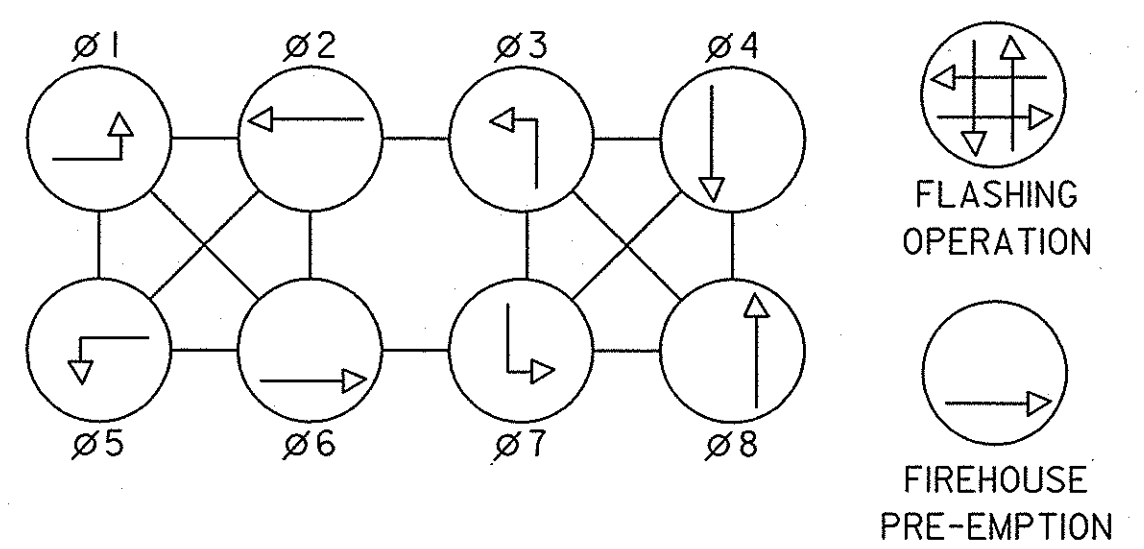 Ø1 Ø2 Ø3 Ø4
FLASHING
OPERATION
Ø5 Ø6 Ø7 Ø8
FIREHOUSE
PRE-EMPTION